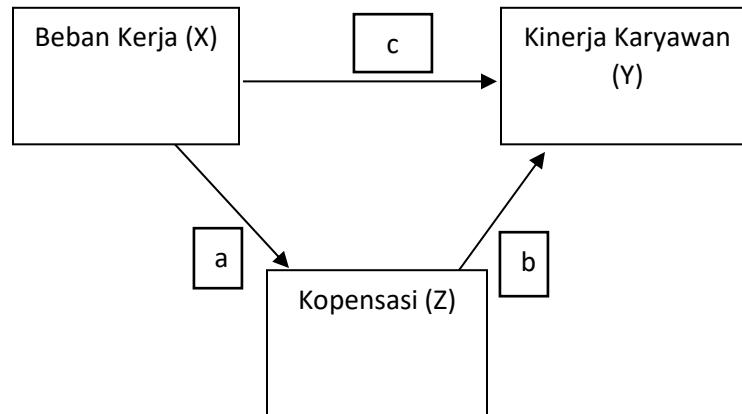 Beban Kerja (X)
c
Kinerja Karyawan
(Y)
a
b
Kopensasi (Z)